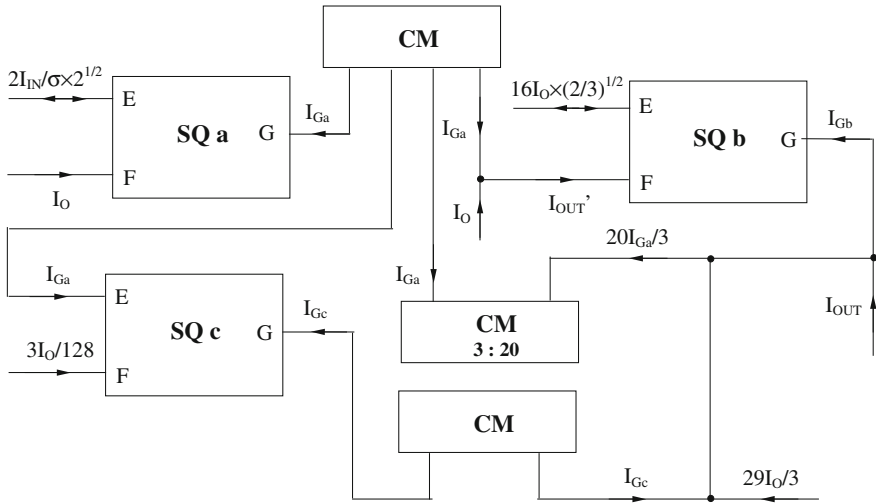 CM
2I_IN/σ×2^1/2
E
SQ a
G
F
I_O
I_Ga
I_Ga
16I_O×(2/3)^1/2
E
SQ b
G
F
I_Gb
I_O
I_OUT'
20I_Ga/3
I_Ga
E
SQ c
G
F
3I_O/128
I_Gc
I_Ga
CM
3 : 20
I_OUT
CM
I_Gc
29I_O/3